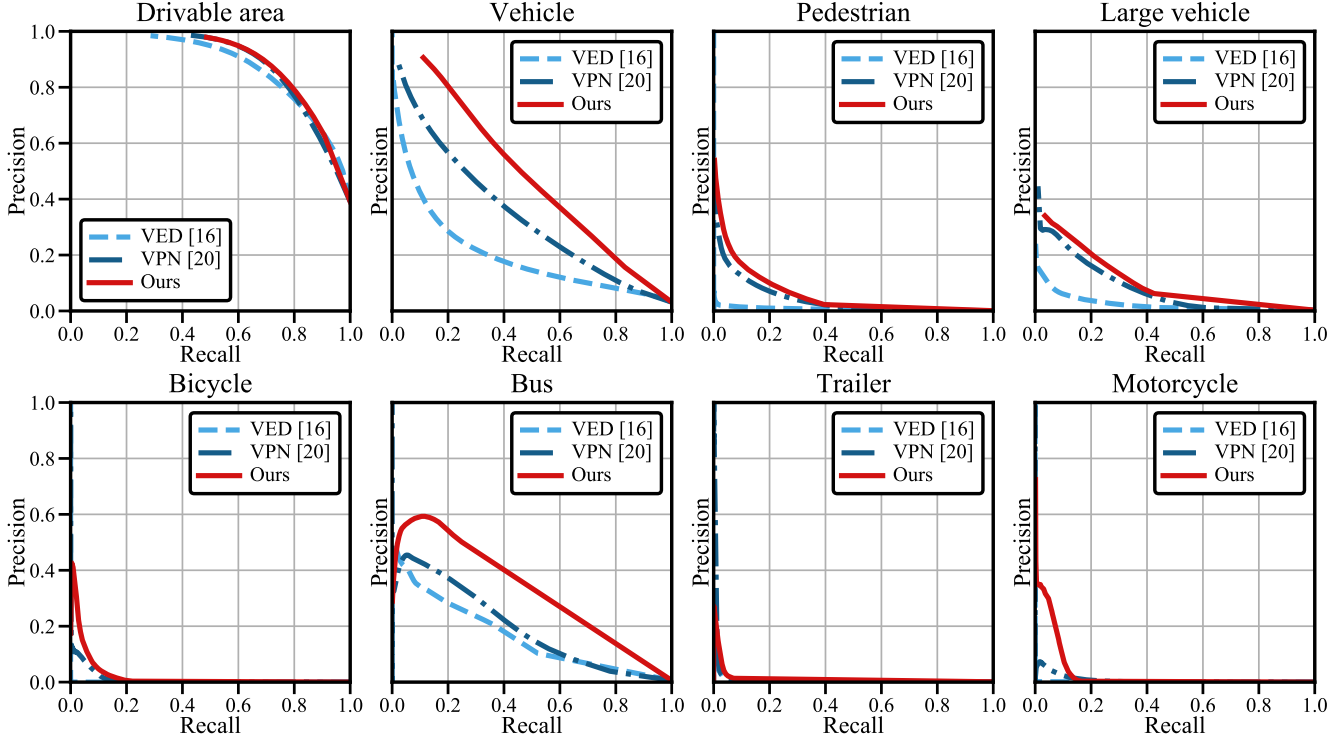 Drivable area
Vehicle
Pedestrian
Large vehicle
1.0
0.8
0.6
0.4
0.2
0.0
Precision
VED [16]
VPN [20]
Ours
0.0 0.2 0.4 0.6 0.8 1.0
Recall
Precision
VED [16]
VPN [20]
Ours
0.0 0.2 0.4 0.6 0.8 1.0
Recall
Precision
VED [16]
VPN [20]
Ours
0.0 0.2 0.4 0.6 0.8 1.0
Recall
Precision
VED [16]
VPN [20]
Ours
0.0 0.2 0.4 0.6 0.8 1.0
Recall
Bicycle
Bus
Trailer
Motorcycle
1.0
0.8
0.6
0.4
0.2
0.0
Precision
VED [16]
VPN [20]
Ours
0.0 0.2 0.4 0.6 0.8 1.0
Recall
Precision
VED [16]
VPN [20]
Ours
0.0 0.2 0.4 0.6 0.8 1.0
Recall
Precision
VED [16]
VPN [20]
Ours
0.0 0.2 0.4 0.6 0.8 1.0
Recall
Precision
VED [16]
VPN [20]
Ours
0.0 0.2 0.4 0.6 0.8 1.0
Recall